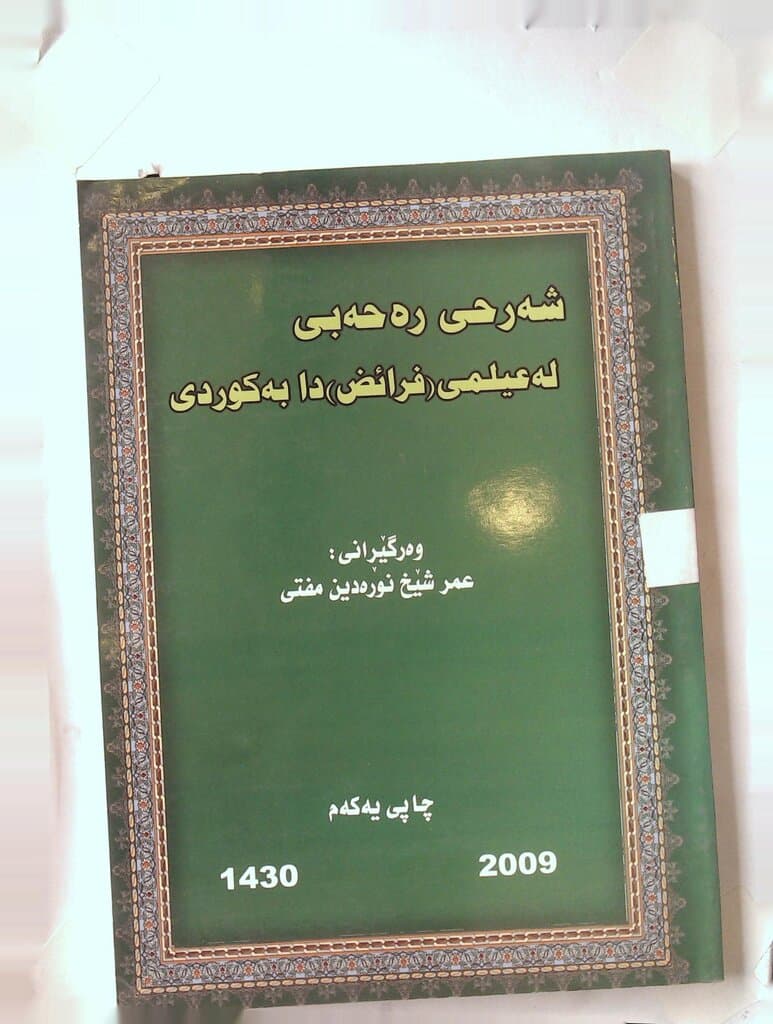 شەرحی رەحەبی
لەعیلمی(فرائض)دا بەکوردی
وەرگێرانی:
عمر شێخ نورەدین مفتی
چاپی یەکەم
2009
1430